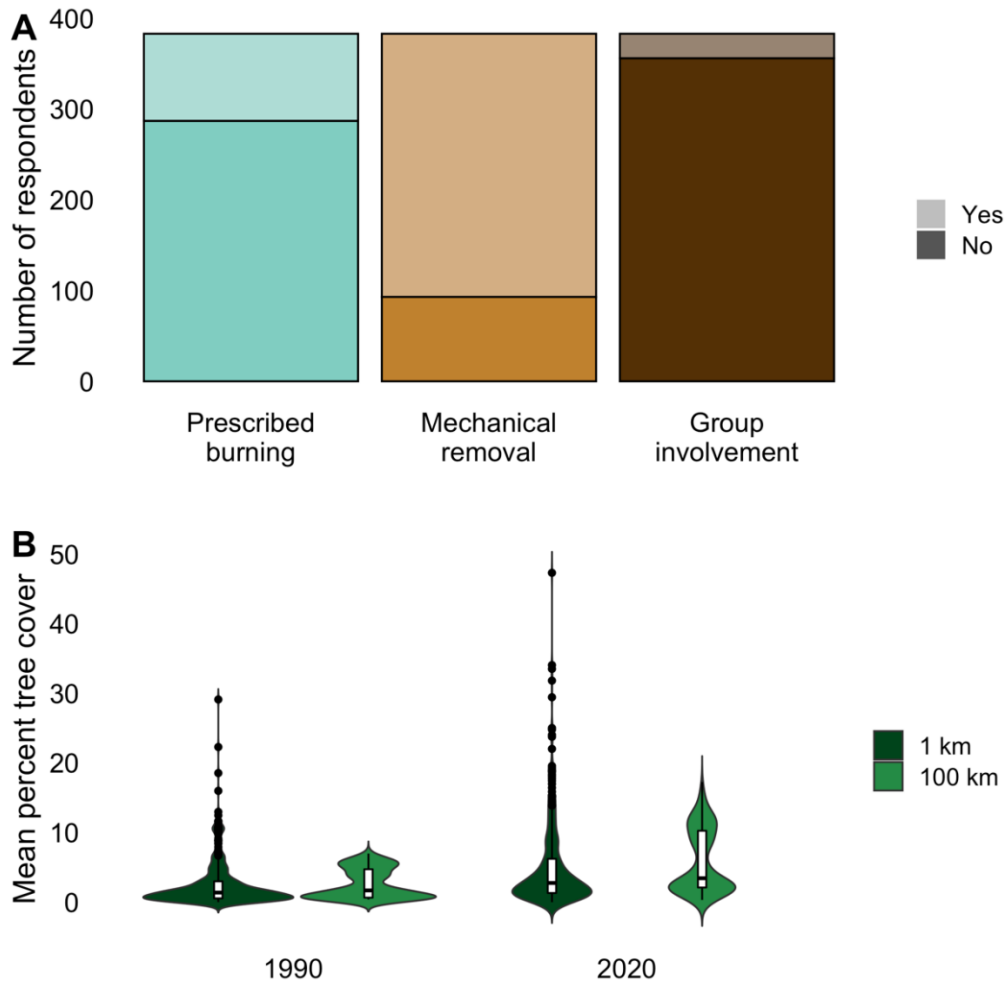 A
Number of respondents
400
300
200
100
0
Prescribed
burning
Mechanical
removal
Group
involvement
Yes
No
B
Mean percent tree cover
50
40
30
20
10
0
1990
2020
1 km
100 km